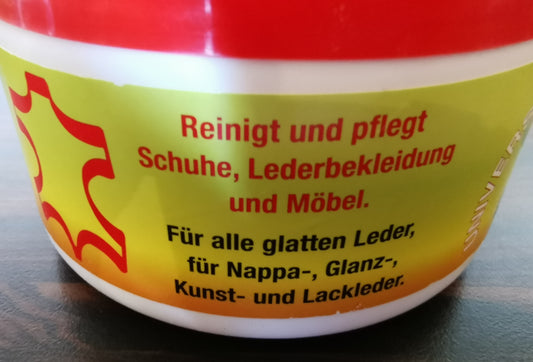 Reinigt und pflegt
Schuhe, Lederbekleidung
und Möbel.
Für alle glatten Leder,
für Nappa-, Glanz-,
Kunst- und Lackleder.